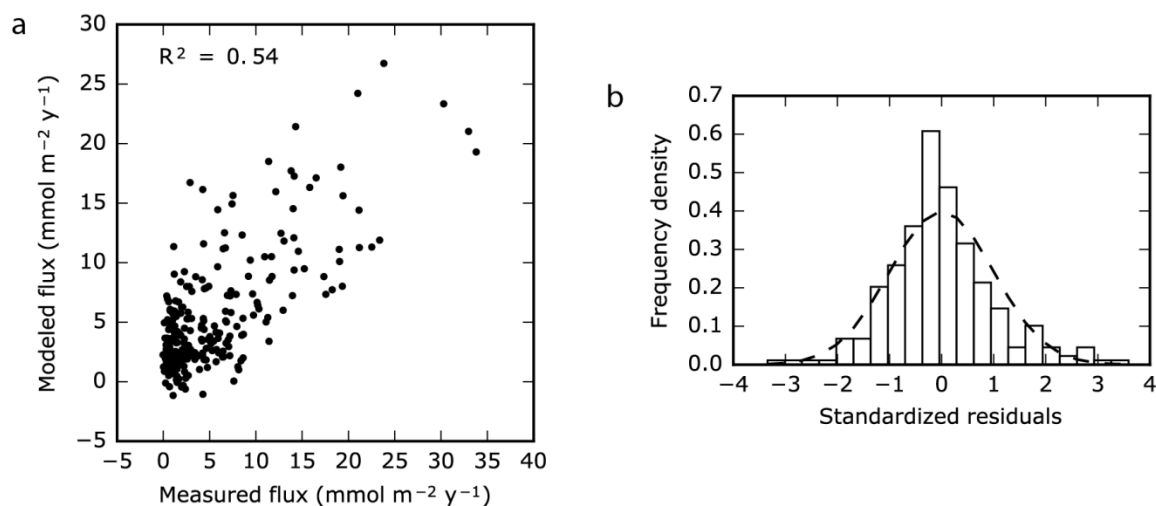 a
R² = 0.54
Modeled flux (mmol m⁻² y⁻¹)
30
25
20
15
10
5
0
−5
−5 0 5 10 15 20 25 30 35 40
Measured flux (mmol m⁻² y⁻¹)
b
Frequency density
0.7
0.6
0.5
0.4
0.3
0.2
0.1
0.0
−4 −3 −2 −1 0 1 2 3 4
Standardized residuals